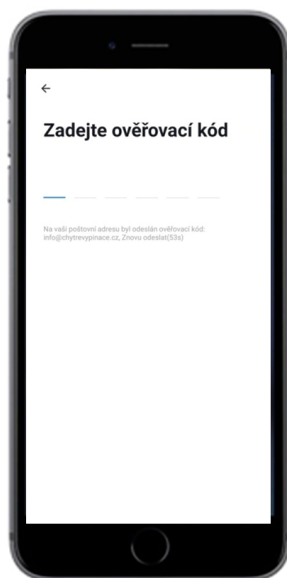 Zadejte ověřovací kód
Na vaši poštovní adresu byl odeslán ověřovací kód:
info@chytrevypinace.cz, Znovu odeslat(53s)